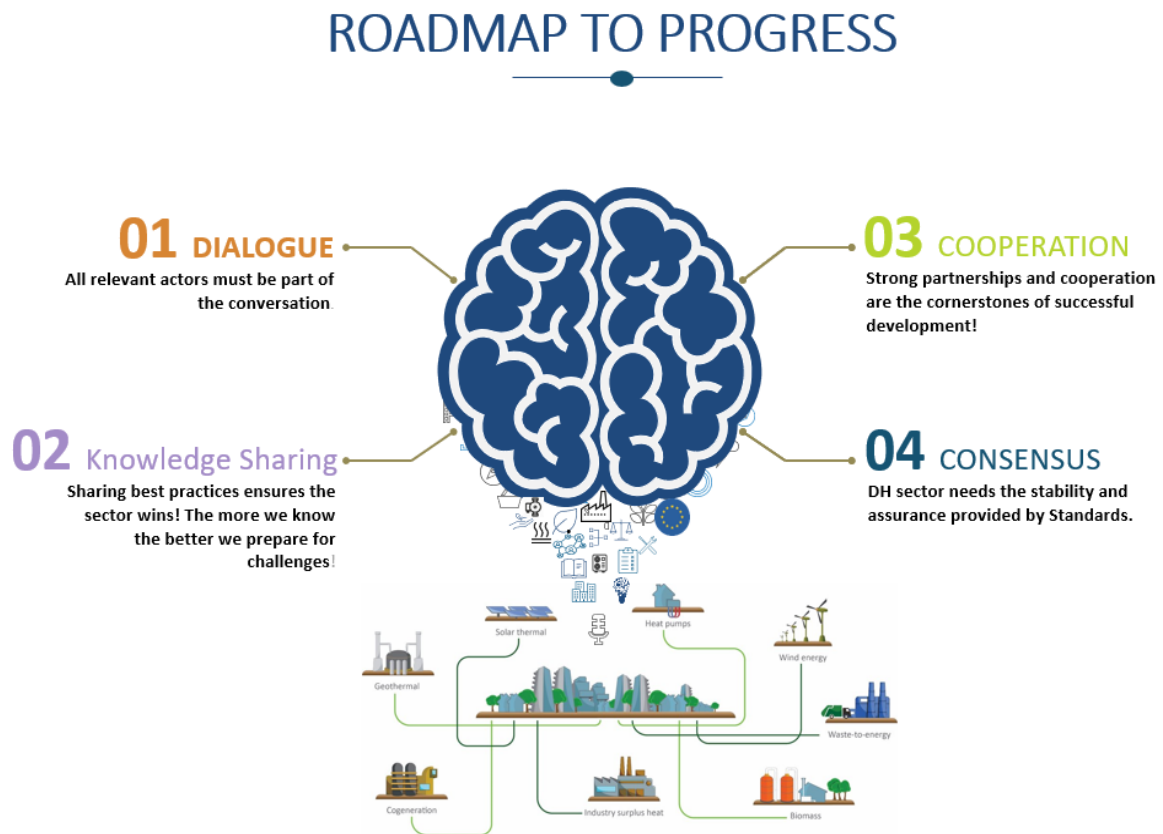 ROADMAP TO PROGRESS
01 DIALOGUE
All relevant actors must be part of
the conversation.
02 Knowledge Sharing
Sharing best practices ensures the
sector wins! The more we know
the better we prepare for
challenges!
03 COOPERATION
Strong partnerships and cooperation
are the cornerstones of successful
development!
04 CONSENSUS
DH sector needs the stability and
assurance provided by Standards.
Solar thermal
Heat pumps
Wind energy
Geothermal
Waste-to-energy
Cogeneration
Industry surplus heat
Biomass